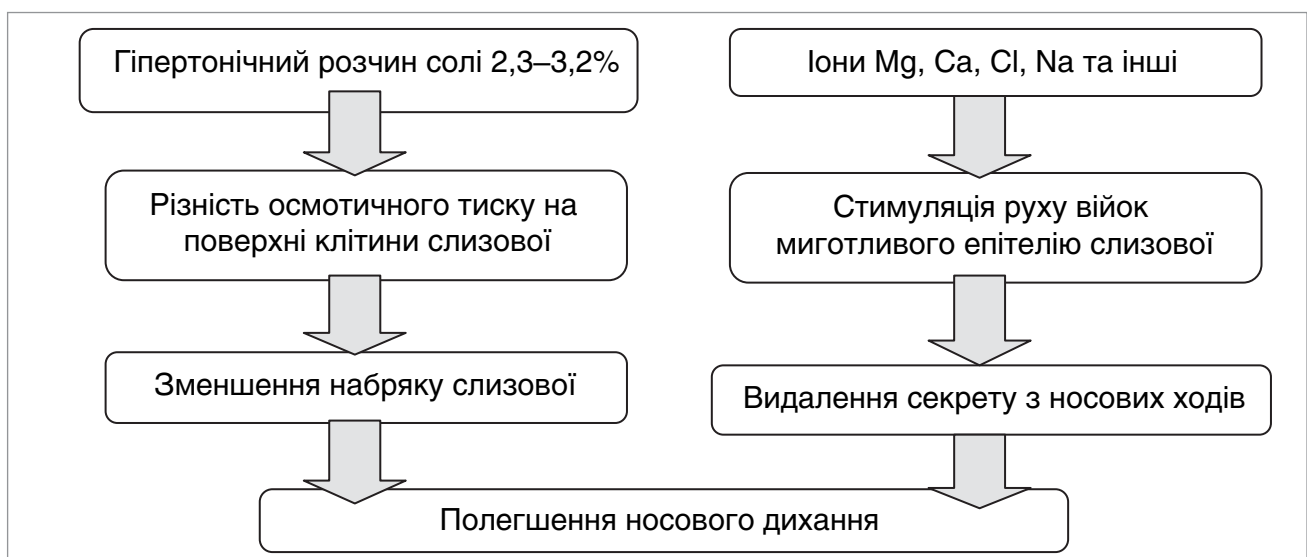 Гіпертонічний розчин солі 2,3–3,2%
Іони Mg, Ca, Cl, Na та інші
Різність осмотичного тиску на
поверхні клітини слизової
Стимуляція руху війок
миготливого епітелію слизової
Зменшення набряку слизової
Видалення секрету з носових ходів
Полегшення носового дихання